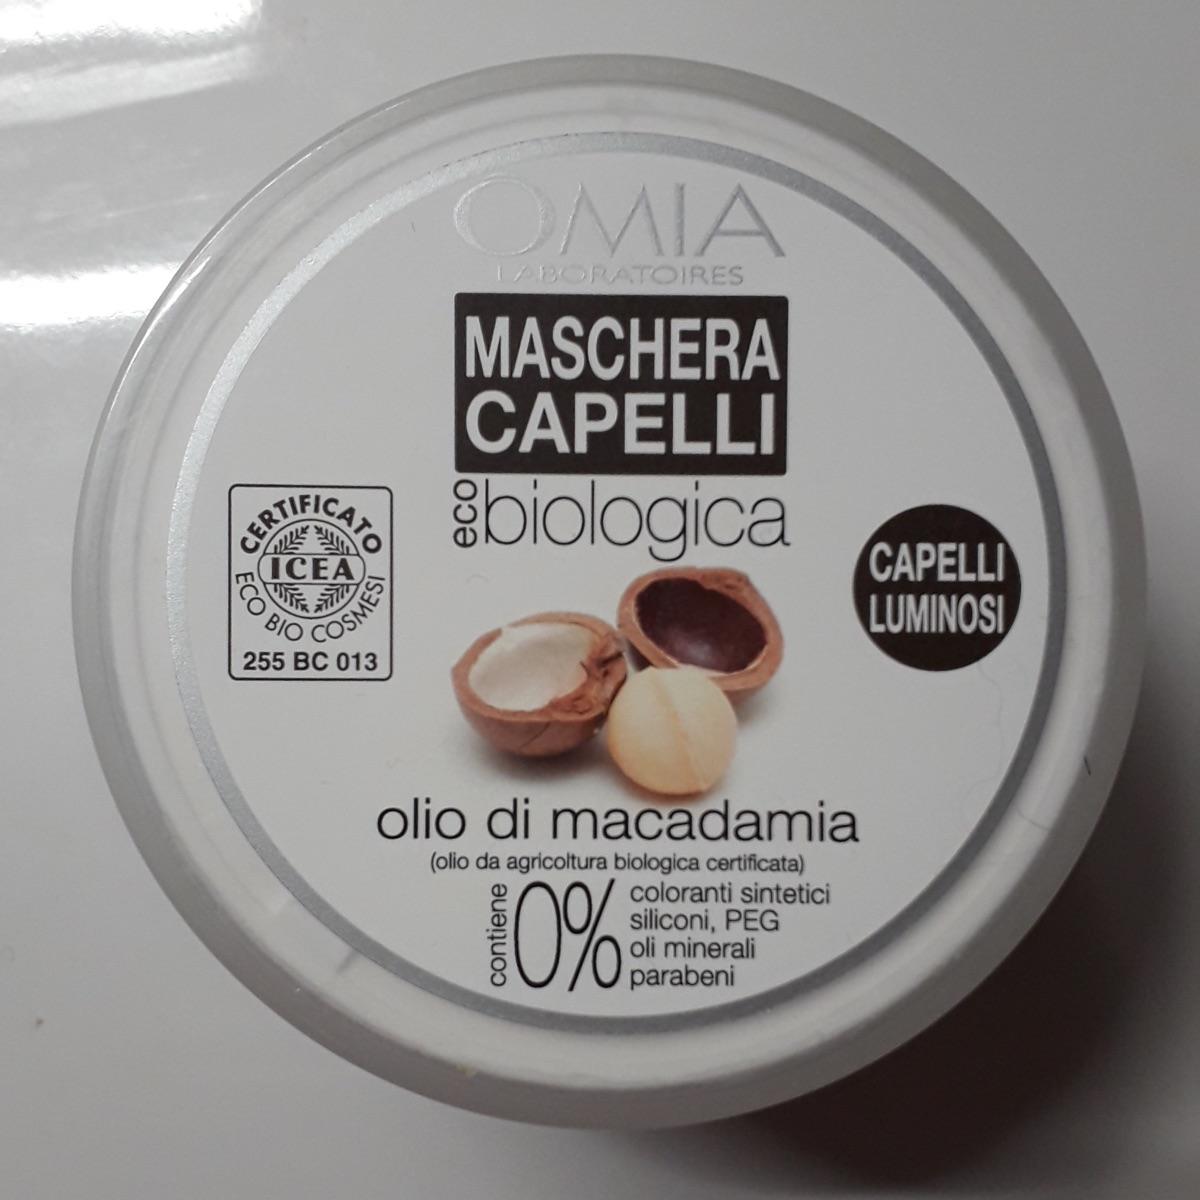 OMIA
LABORATOIRES
MASCHERA
CAPELLI
eco biologica
CERTIFICATO
ICEA
ECO BIO COSMESI
255 BC 013
CAPELLI
LUMINOSI
olio di macadamia
(olio da agricoltura biologica certificata)
contiene
0%
coloranti sintetici
siliconi, PEG
oli minerali
parabeni